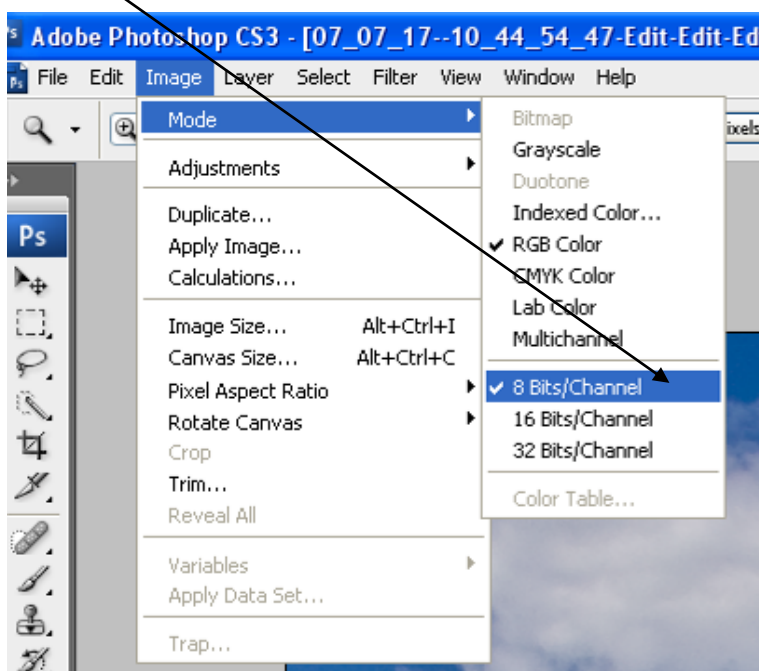 Ps Adobe Photoshop CS3 - [07_07_17--10_44_54_47-Edit-Edit-Ed
Ps File Edit Image Layer Select Filter View Window Help
Mode
Adjustments
Duplicate...
Apply Image...
Calculations...
Image Size... Alt+Ctrl+I
Canvas Size... Alt+Ctrl+C
Pixel Aspect Ratio
Rotate Canvas
Crop
Trim...
Reveal All
Variables
Apply Data Set...
Trap...
Bitmap
Grayscale
Duotone
Indexed Color...
RGB Color
CMYK Color
Lab Color
Multichannel
8 Bits/Channel
16 Bits/Channel
32 Bits/Channel
Color Table...
ixels
Ps